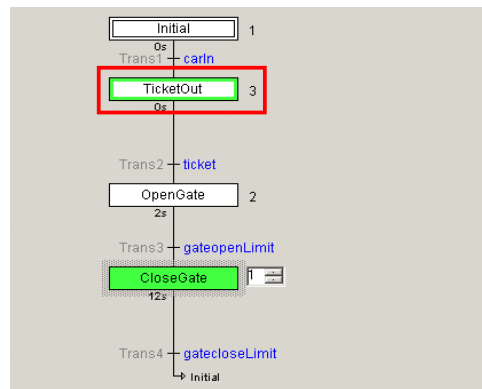 Initial 1
0s
Trans1 carIn
TicketOut 3
0s
Trans2 ticket
OpenGate 2
2s
Trans3 gateopenLimit
CloseGate 1
12s
Trans4 gatecloseLimit
Initial